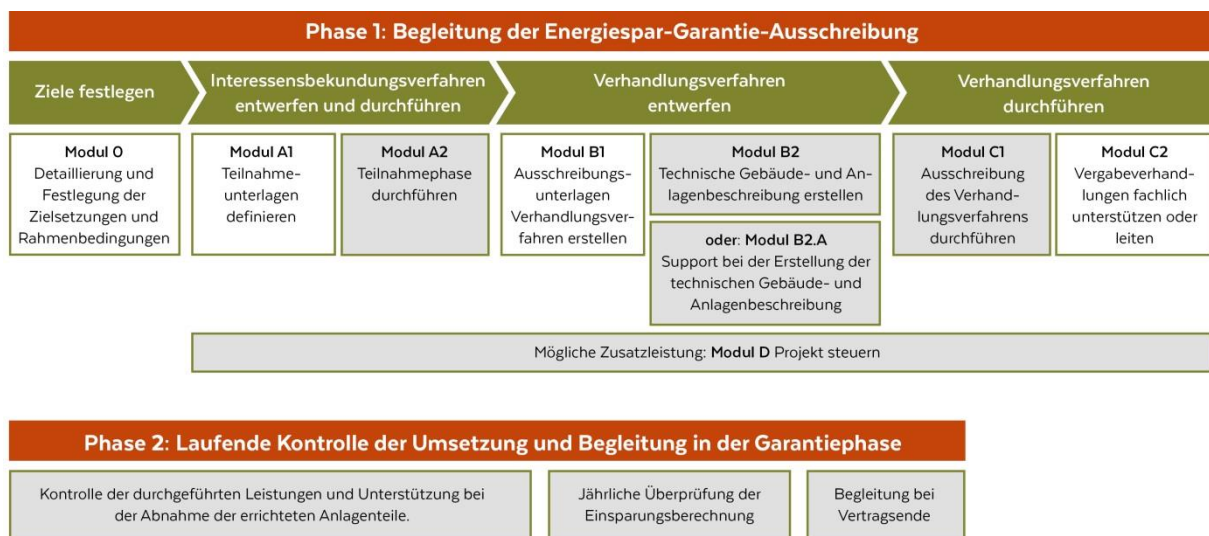 Phase 1: Begleitung der Energiespar-Garantie-Ausschreibung
Ziele festlegen
Interessensbekundungsverfahren
entwerfen und durchführen
Verhandlungsverfahren
entwerfen
Verhandlungsverfahren
durchführen
Modul 0
Detaillierung und
Festlegung der
Zielsetzungen und
Rahmenbedingungen
Modul A1
Teilnahme-
unterlagen
definieren
Modul A2
Teilnahmephase
durchführen
Modul B1
Ausschreibungs-
unterlagen
Verhandlungsver-
fahren erstellen
Modul B2
Technische Gebäude- und An-
lagenbeschreibung erstellen
oder: Modul B2.A
Support bei der Erstellung der
technischen Gebäude- und
Anlagenbeschreibung
Modul C1
Ausschreibung
des Verhand-
lungsverfahrens
durchführen
Modul C2
Vergabeverhand-
lungen fachlich
unterstützen oder
leiten
Mögliche Zusatzleistung: Modul D Projekt steuern
Phase 2: Laufende Kontrolle der Umsetzung und Begleitung in der Garantiephase
Kontrolle der durchgeführten Leistungen und Unterstützung bei
der Abnahme der errichteten Anlagenteile.
Jährliche Überprüfung der
Einsparungsberechnung
Begleitung bei
Vertragsende